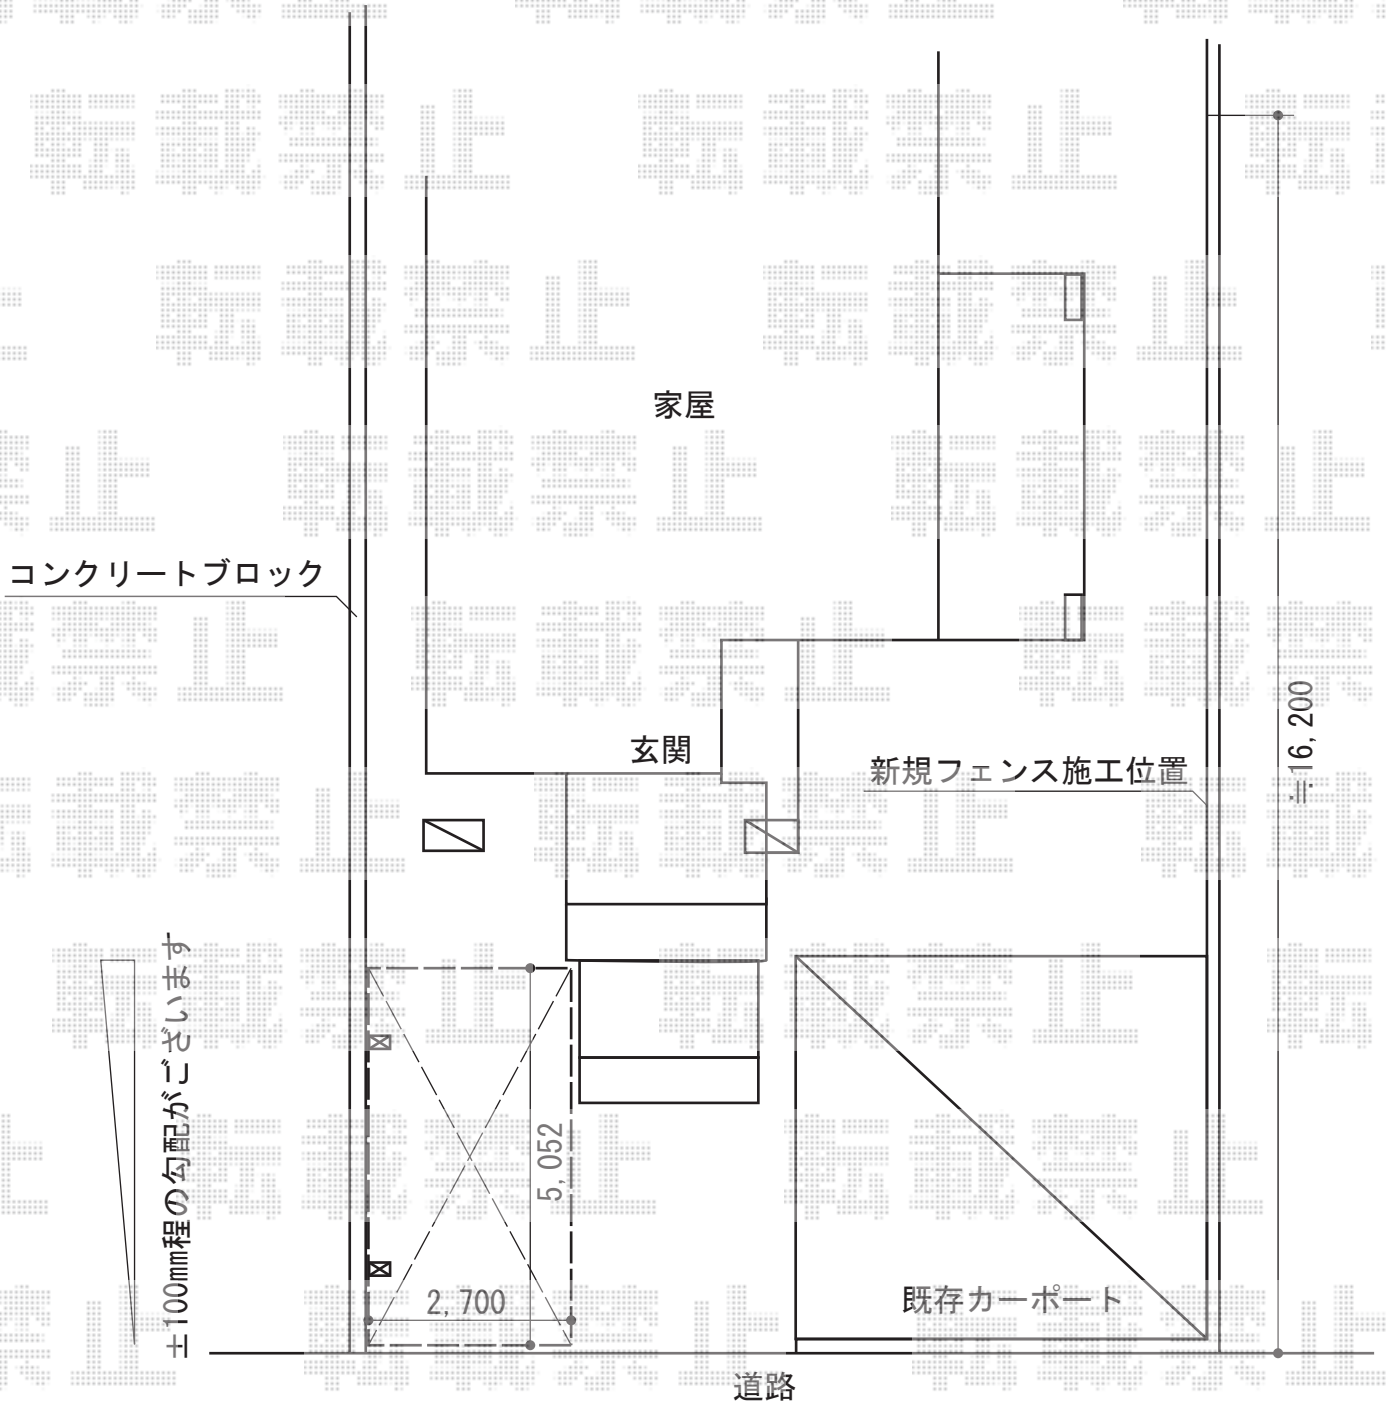 家屋
コンクリートブロック
玄関
新規フェンス施工位置
≒16,200
±100mm程の勾配がございます
5,052
2,700
既存カーポート
道路
転載禁止